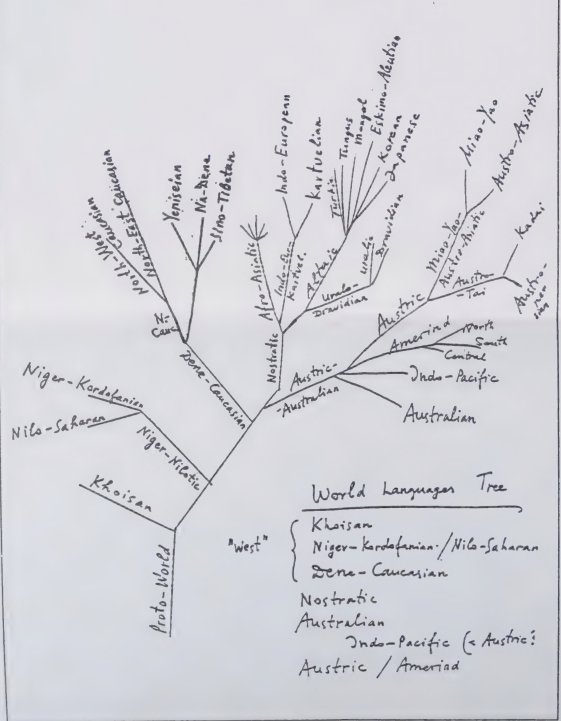 Proto-World
Khoisan
Niger-Nilotic
Nilo-Saharan
Niger-Kordofanian
Dene-Caucasian
N-
Cauc
North-West
Caucasian
North-East Caucasian
Yeniseian
Na-Dene
Sino-Tibetan
Nostratic
Afro-Asiatic
Indo-Eur-
Kartvel.
Indo-European
Kartvelian
Turkic
Tungus
Mongol
Eskimo-Aleutian
Korean
Japanese
Uralo-
Dravidian
Uralic
Dravidian
Austric-
-Australian
Austric
Miao-Yao-
Austro-Asiatic
Miao-Yao
Austro-Asiatic
Austro-
-Tai
Kadai
Austro-
nesian
Amerind
North
South
Central
Indo-Pacific
Australian
World Languages Tree
"West"
Khoisan
Niger-Kordofanian/Nilo-Saharan
Dene-Caucasian
Nostratic
Australian
Indo-Pacific (< Austric?
Austric / Amerind